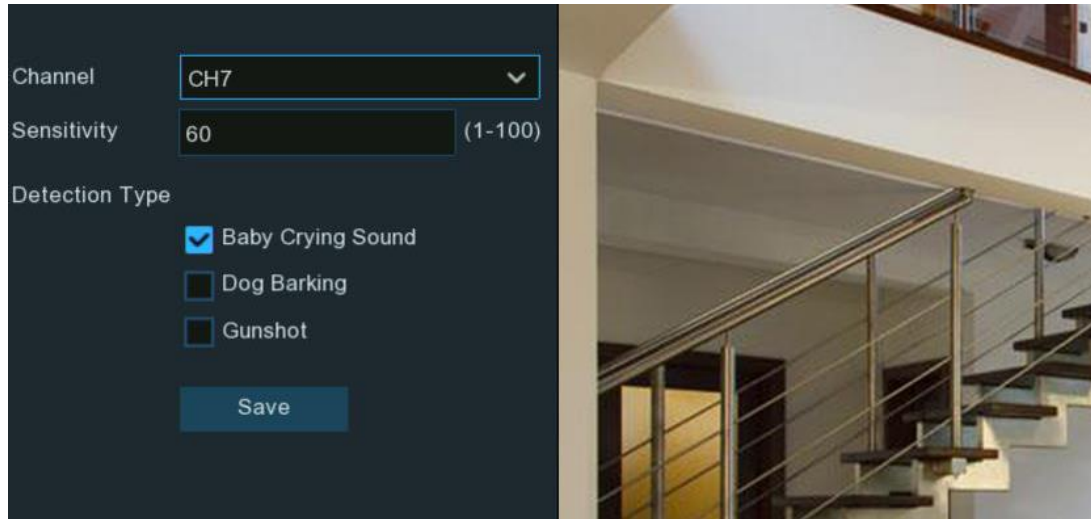 Channel
CH7
Sensitivity
60
(1-100)
Detection Type
Baby Crying Sound
Dog Barking
Gunshot
Save